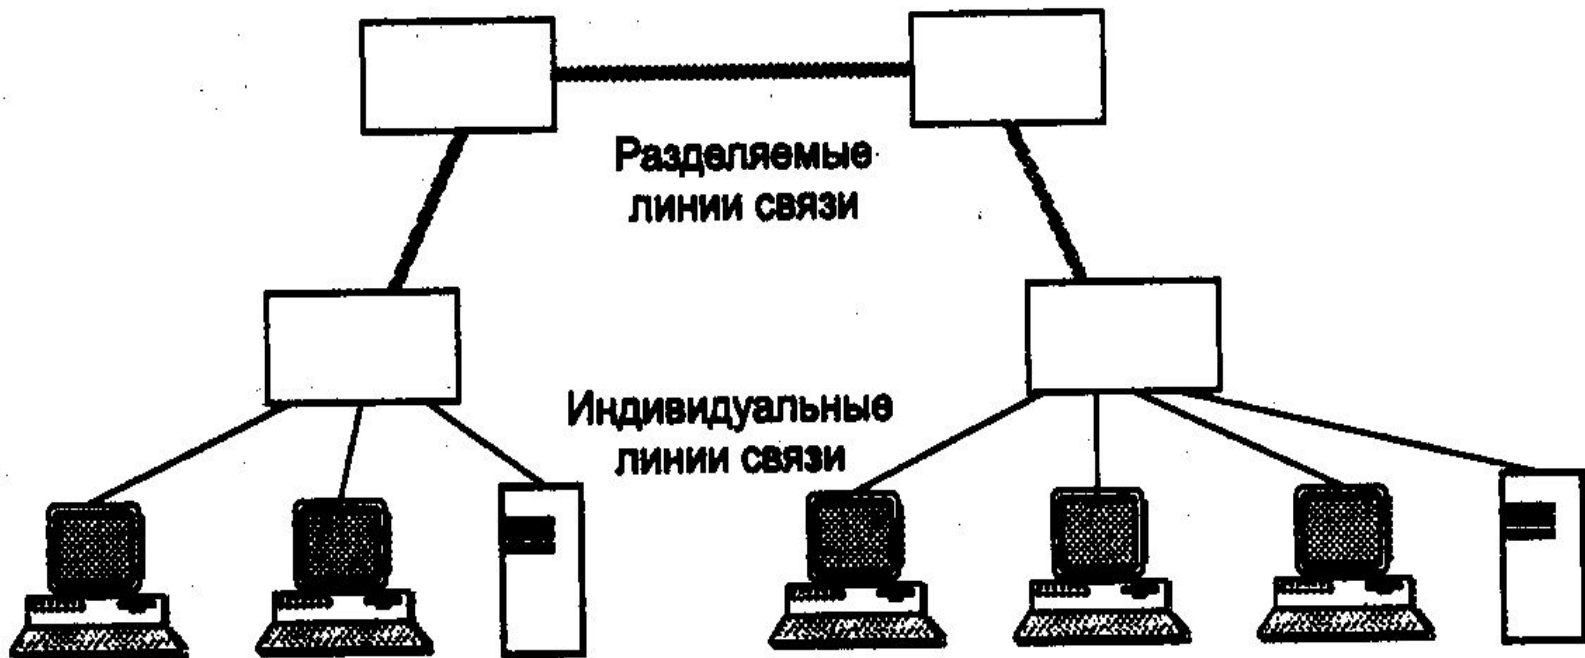 Разделяемые
линии связи
Индивидуальные
линии связи